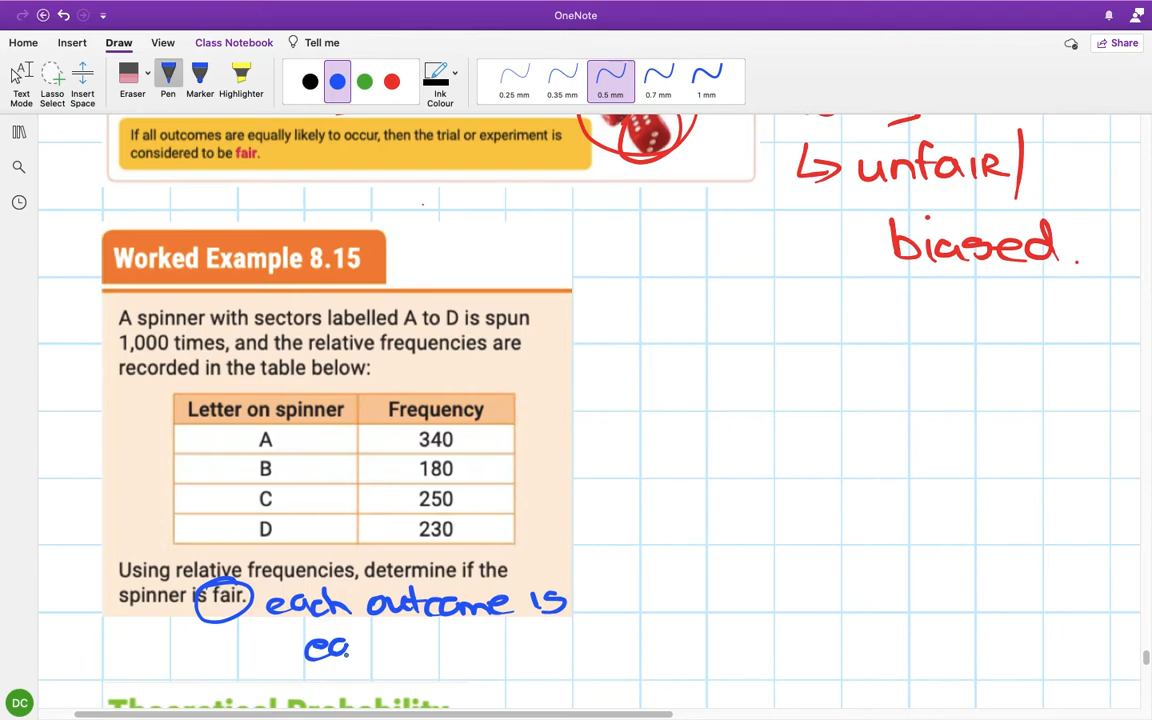 OneNote
Home Insert Draw View Class Notebook Tell me
Share
Text Mode
Lasso Select
Insert Space
Eraser
Pen
Marker
Highlighter
Ink Colour
0.25 mm 0.35 mm 0.5 mm 0.7 mm 1 mm
If all outcomes are equally likely to occur, then the trial or experiment is
considered to be fair.
↳ unfair/
biased.
Worked Example 8.15
A spinner with sectors labelled A to D is spun
1,000 times, and the relative frequencies are
recorded in the table below:
Letter on spinner Frequency
A 340
B 180
C 250
D 230
Using relative frequencies, determine if the
spinner is fair. each outcome is
Theoretical Probability
DC